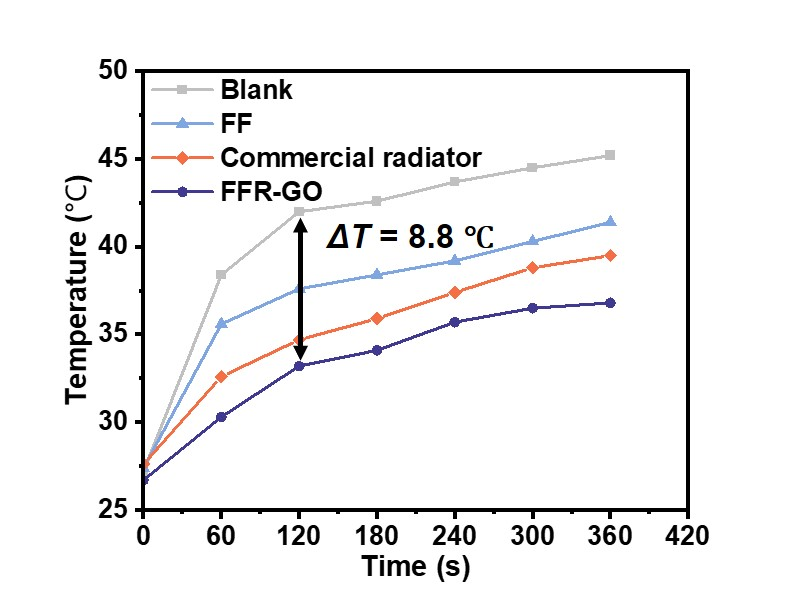 50
45
40
35
30
25
Temperature (℃)
Blank
FF
Commercial radiator
FFR-GO
ΔT = 8.8 ℃
0 60 120 180 240 300 360 420
Time (s)